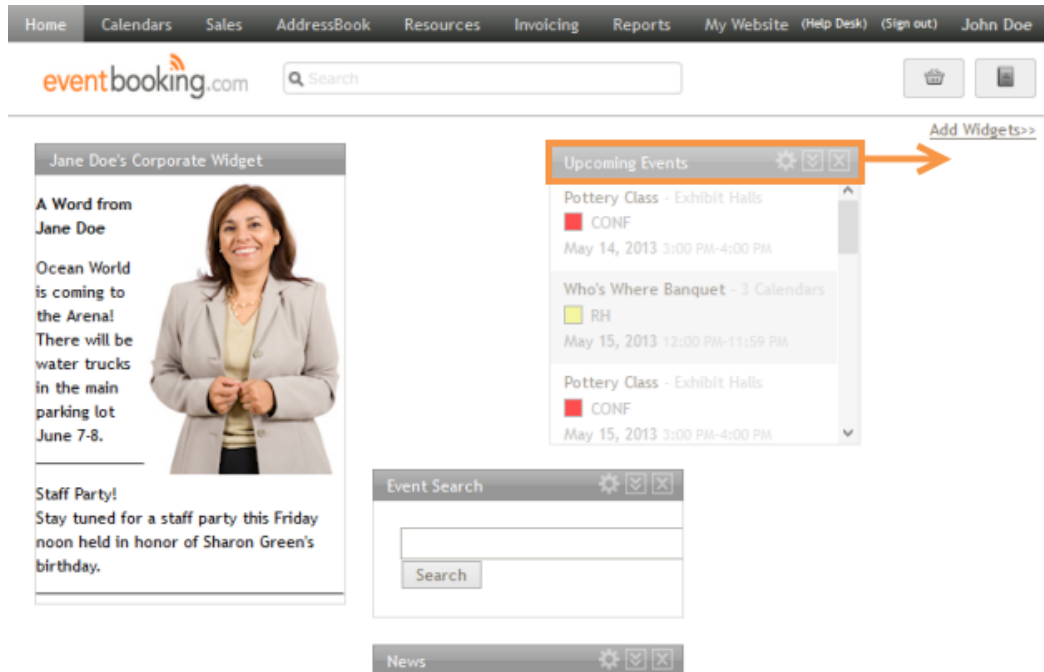 Home Calendars Sales AddressBook Resources Invoicing Reports My Website (Help Desk) (Sign out) John Doe
eventbooking.com
Search
Add Widgets>>
Jane Doe's Corporate Widget
A Word from
Jane Doe
Ocean World
is coming to
the Arena!
There will be
water trucks
in the main
parking lot
June 7-8.
Staff Party!
Stay tuned for a staff party this Friday
noon held in honor of Sharon Green's
birthday.
Upcoming Events
Pottery Class - Exhibit Halls
CONF
May 14, 2013 3:00 PM-4:00 PM
Who's Where Banquet - 3 Calendars
RH
May 15, 2013 12:00 PM-11:59 PM
Pottery Class - Exhibit Halls
CONF
May 15, 2013 3:00 PM-4:00 PM
Event Search
Search
News